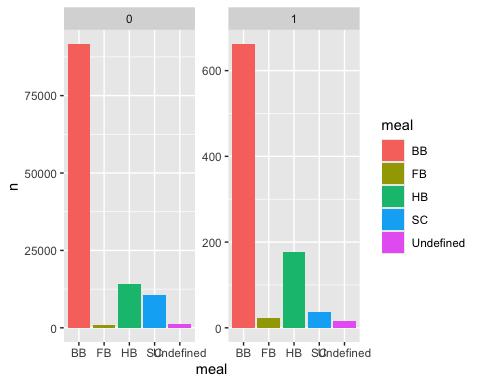 0
1
n
75000
50000
25000
0
600
400
200
0
BB FB HB SC Undefined
BB FB HB SC Undefined
meal
meal
BB
FB
HB
SC
Undefined